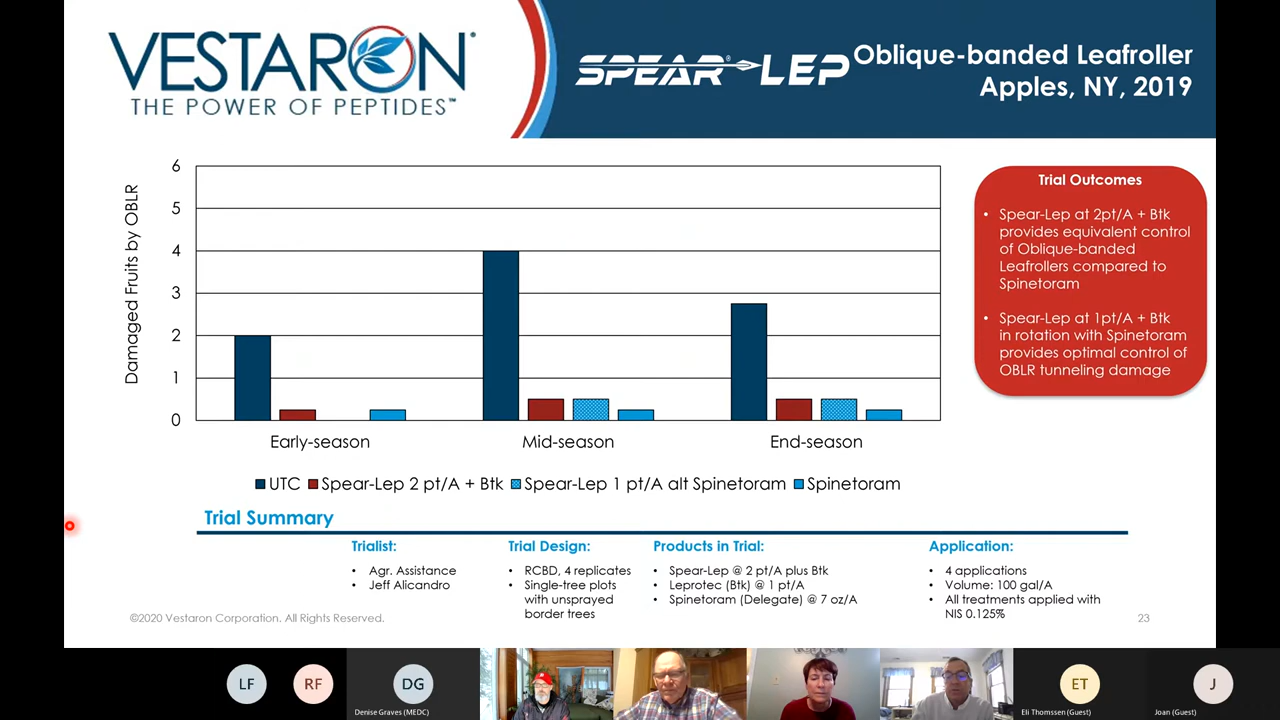 VESTARON
THE POWER OF PEPTIDES™
SPEAR® LEP
Oblique-banded Leafroller
Apples, NY, 2019
Damaged Fruits by OBLR
6
5
4
3
2
1
0
Early-season
Mid-season
End-season
UTC
Spear-Lep 2 pt/A + Btk
Spear-Lep 1 pt/A alt Spinetoram
Spinetoram
Trial Outcomes
• Spear-Lep at 2pt/A + Btk
provides equivalent control
of Oblique-banded
Leafrollers compared to
Spinetoram
• Spear-Lep at 1pt/A + Btk
in rotation with Spinetoram
provides optimal control of
OBLR tunneling damage
Trial Summary
Trialist:
• Agr. Assistance
• Jeff Alicandro
Trial Design:
• RCBD, 4 replicates
• Single-tree plots
with unsprayed
border trees
Products in Trial:
• Spear-Lep @ 2 pt/A plus Btk
• Leprotec (Btk) @ 1 pt/A
• Spinetoram (Delegate) @ 7 oz/A
Application:
• 4 applications
• Volume: 100 gal/A
• All treatments applied with
NIS 0.125%
©2020 Vestaron Corporation. All Rights Reserved.
23
LF
RF
DG
Denise Graves (MEDC)
ET
Eli Thomssen (Guest)
J
Joan (Guest)